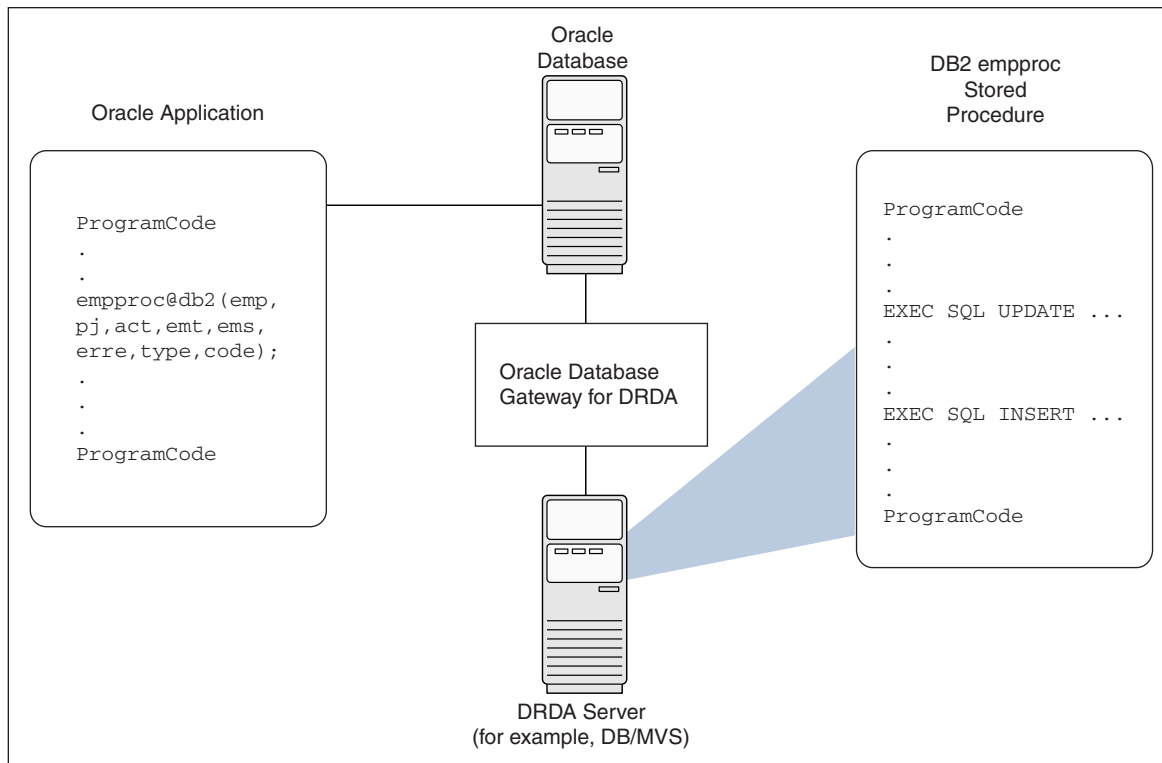 Oracle
Database
Oracle Application
DB2 empproc
Stored
Procedure
ProgramCode
.
.
empproc@db2(emp,
pj,act,emt,ems,
erre,type,code);
.
.
.
ProgramCode
Oracle Database
Gateway for DRDA
ProgramCode
.
.
.
EXEC SQL UPDATE ...
.
.
.
EXEC SQL INSERT ...
.
.
.
ProgramCode
DRDA Server
(for example, DB/MVS)